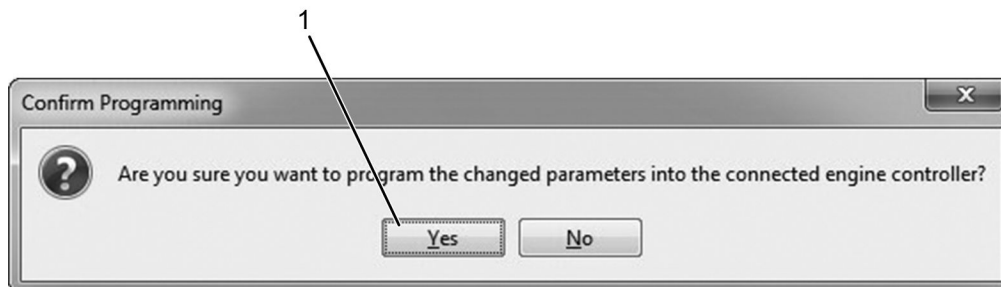 1
Confirm Programming
Are you sure you want to program the changed parameters into the connected engine controller?
Yes No